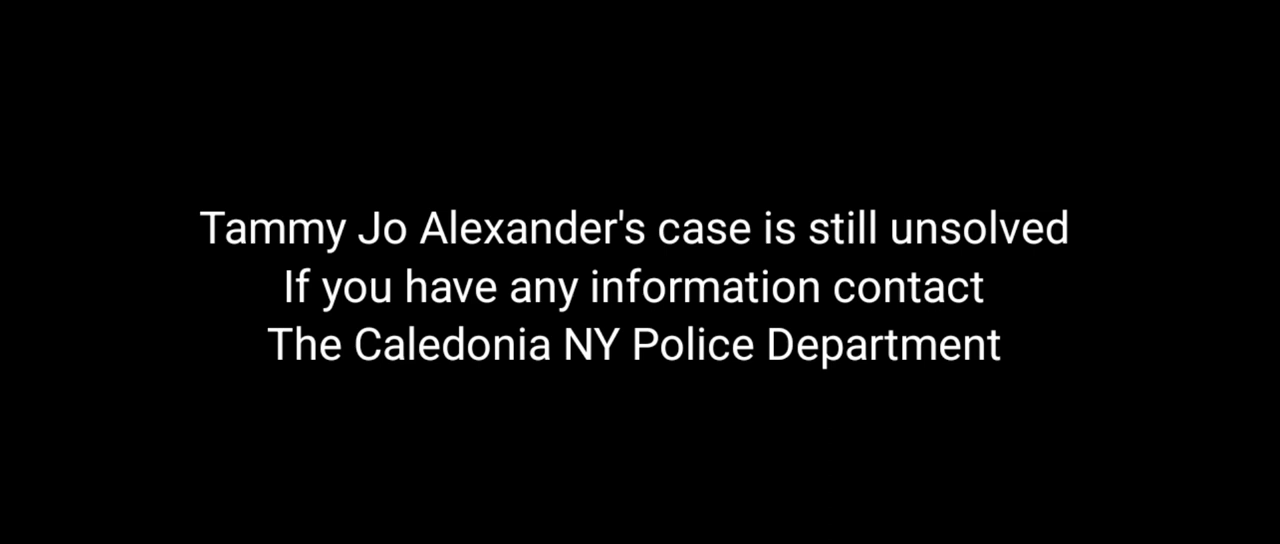 Tammy Jo Alexander's case is still unsolved
If you have any information contact
The Caledonia NY Police Department